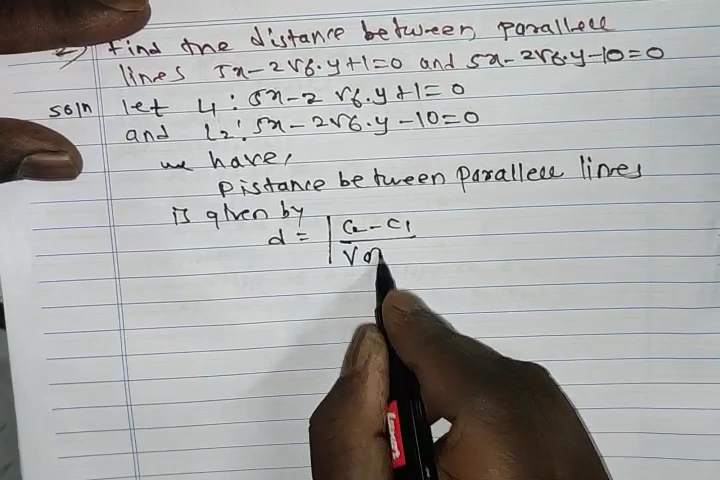 2) Find the distance between parallel
lines 5x-2√6.y+1=0 and 5x-2√6.y-10=0
soln let L1: 5x-2√6.y+1=0
and L2: 5x-2√6.y-10=0
we have,
Distance between Parallel lines
is given by
d = | C2-C1 / √a